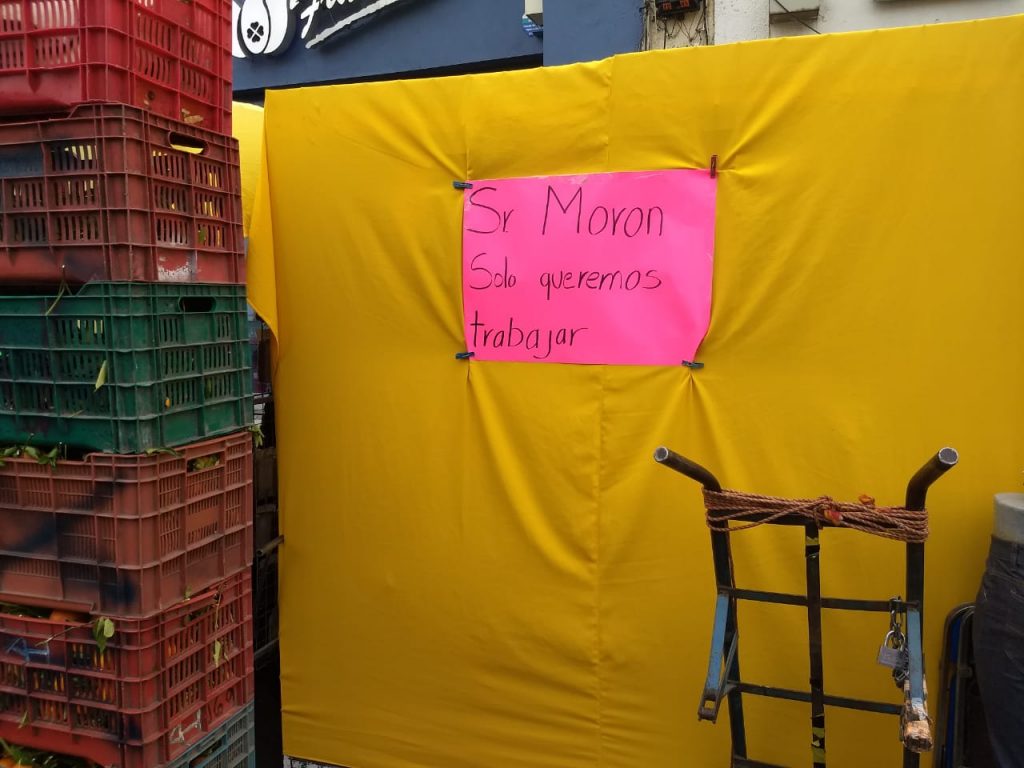 Sr. Moron
Solo queremos
trabajar